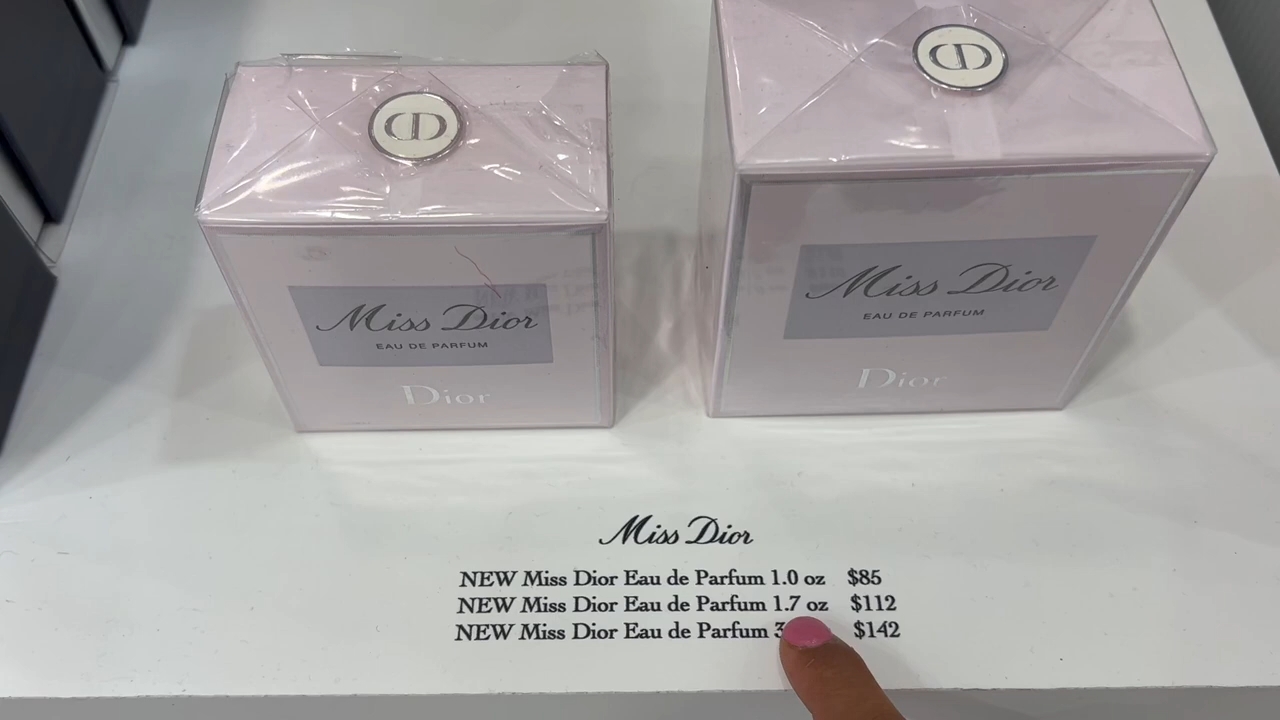 Miss Dior
EAU DE PARFUM
Dior
Miss Dior
EAU DE PARFUM
Dior
Miss Dior
NEW Miss Dior Eau de Parfum 1.0 oz $85
NEW Miss Dior Eau de Parfum 1.7 oz $112
NEW Miss Dior Eau de Parfum 3 $142